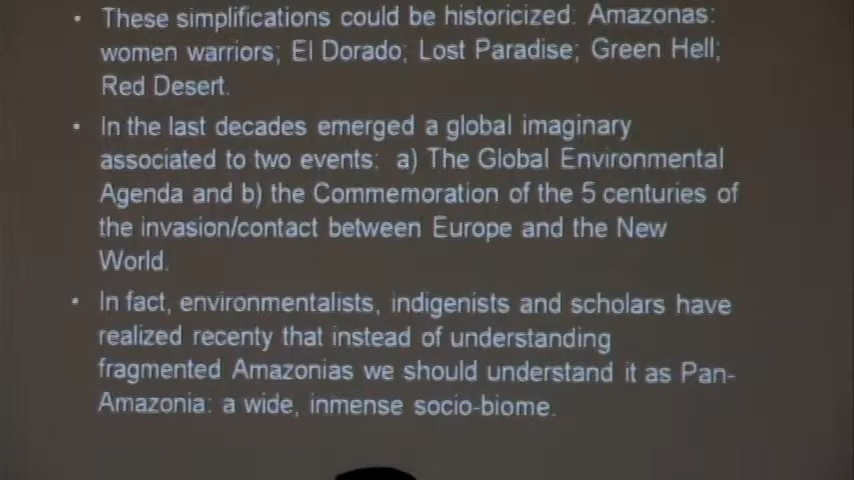 • These simplifications could be historicized: Amazonas:
women warriors; El Dorado; Lost Paradise; Green Hell;
Red Desert.
• In the last decades emerged a global imaginary
associated to two events: a) The Global Environmental
Agenda and b) the Commemoration of the 5 centuries of
the invasion/contact between Europe and the New
World.
• In fact, environmentalists, indigenists and scholars have
realized recenty that instead of understanding
fragmented Amazonias we should understand it as Pan-
Amazonia: a wide, inmense socio-biome.